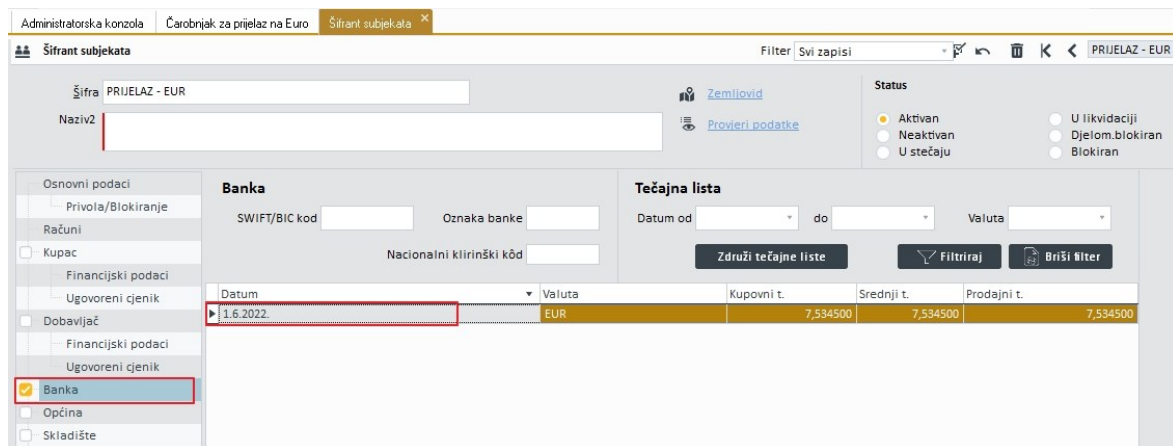 Administratorska konzola Čarobnjak za prijelaz na Euro Šifrant subjekata
Šifrant subjekata Filter Svi zapisi PRIJELAZ - EUR
Šifra PRIJELAZ - EUR
Naziv2
Zemljovid
Provjeri podatke
Status
Aktivan U likvidaciji
Neaktivan Djelom.blokiran
U stečaju Blokiran
Osnovni podaci
Privola/Blokiranje
Računi
Kupac
Financijski podaci
Ugovoreni cjenik
Dobavljač
Financijski podaci
Ugovoreni cjenik
Banka
Općina
Skladište
Banka
SWIFT/BIC kod Oznaka banke
Nacionalni klirinški kôd
Tečajna lista
Datum od do Valuta
Združi tečajne liste Filtriraj Briši filter
Datum Valuta Kupovni t. Srednji t. Prodajni t.
1.6.2022. EUR 7,534500 7,534500 7,534500